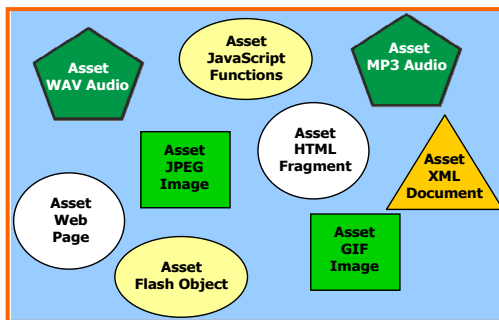 Asset
WAV Audio
Asset
JavaScript
Functions
Asset
MP3 Audio
Asset
JPEG
Image
Asset
HTML
Fragment
Asset
XML
Document
Asset
Web
Page
Asset
GIF
Image
Asset
Flash Object